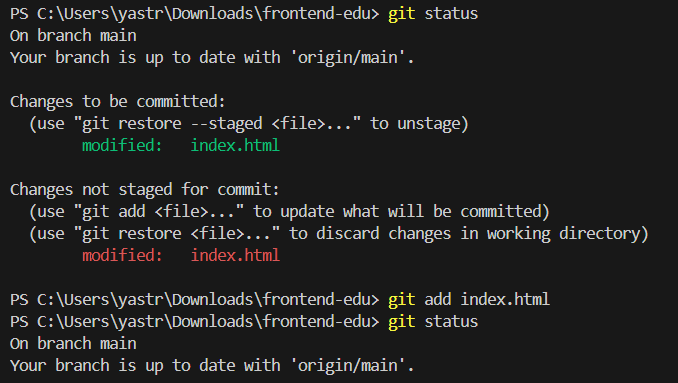 PS C:\Users\yastr\Downloads\frontend-edu> git status
On branch main
Your branch is up to date with 'origin/main'.
Changes to be committed:
  (use "git restore --staged <file>..." to unstage)
        modified:   index.html
Changes not staged for commit:
  (use "git add <file>..." to update what will be committed)
  (use "git restore <file>..." to discard changes in working directory)
        modified:   index.html
PS C:\Users\yastr\Downloads\frontend-edu> git add index.html
PS C:\Users\yastr\Downloads\frontend-edu> git status
On branch main
Your branch is up to date with 'origin/main'.